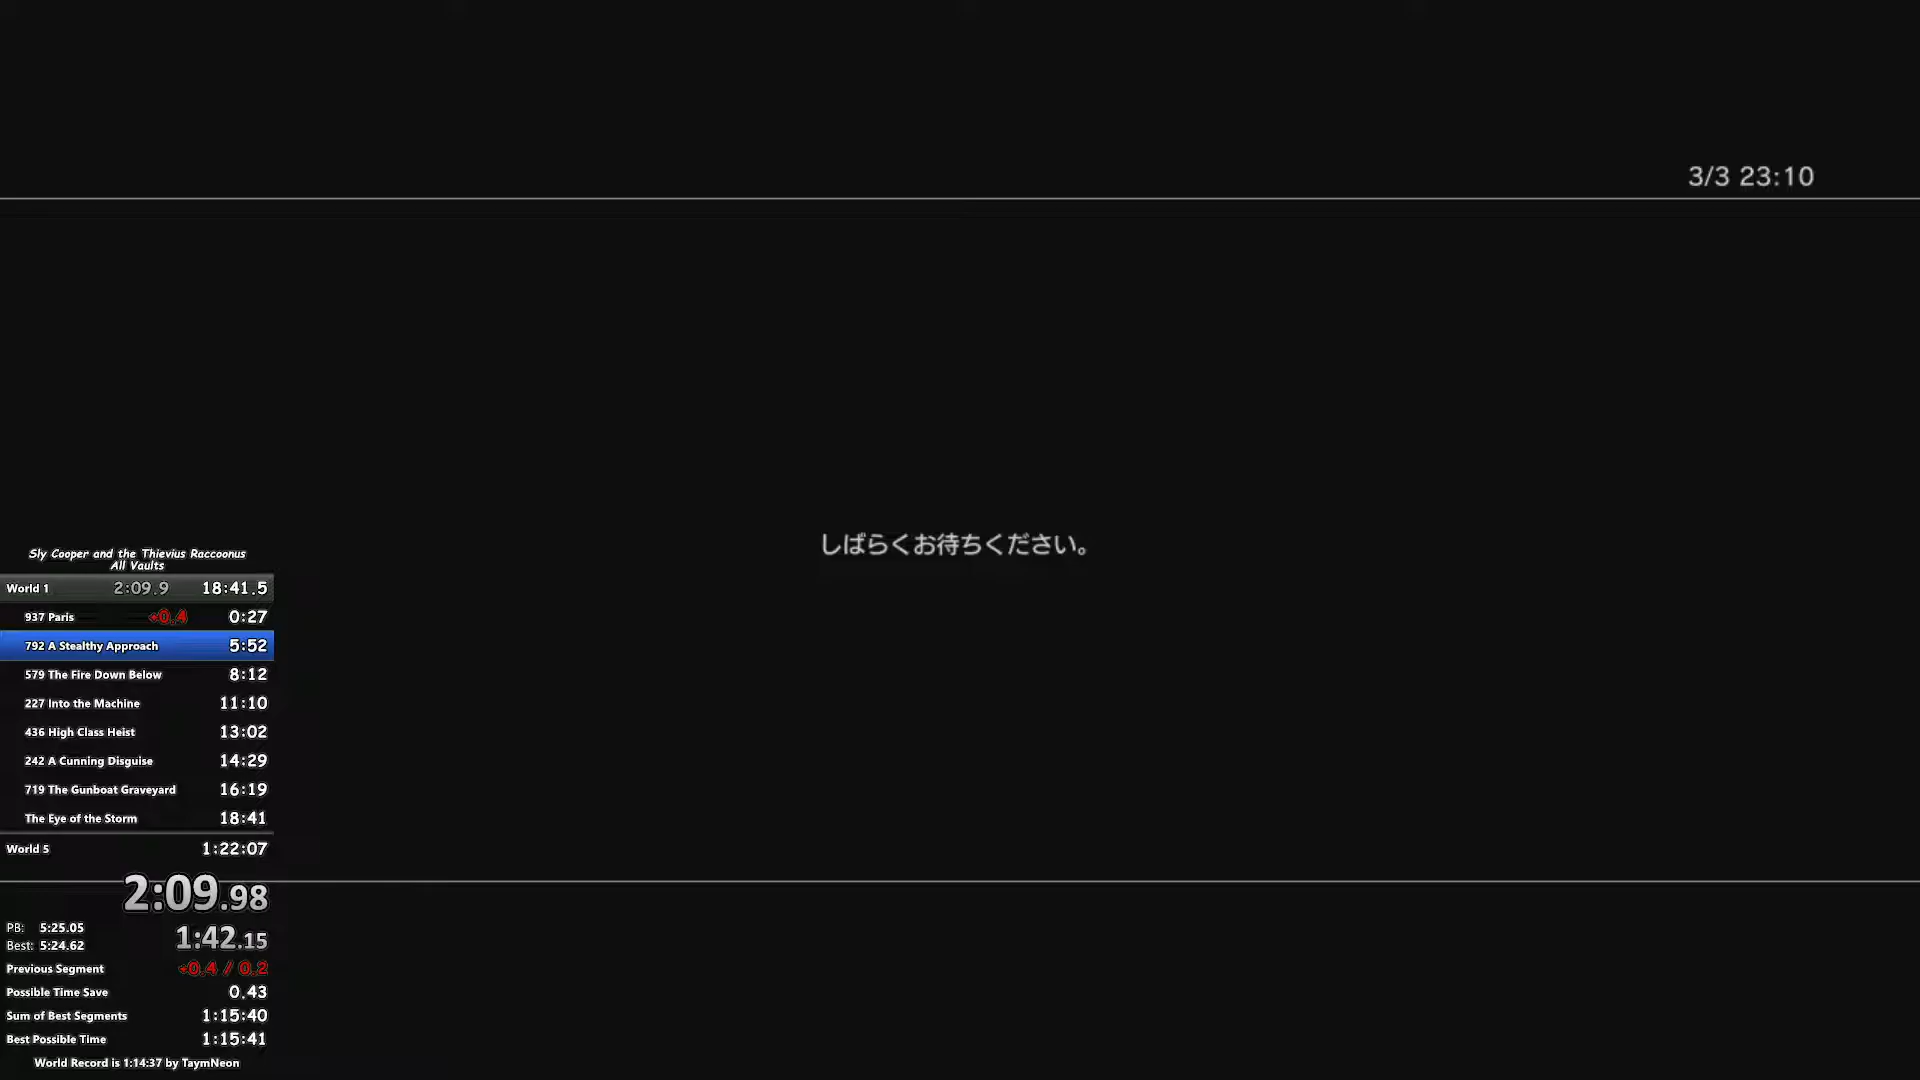 3/3 23:10
しばらくお待ちください。
Sly Cooper and the Thievius Raccoonus
All Vaults
World 1 2:09.9 18:41.5
937 Paris +0.4 0:27
792 A Stealthy Approach 5:52
579 The Fire Down Below 8:12
227 Into the Machine 11:10
436 High Class Heist 13:02
242 A Cunning Disguise 14:29
719 The Gunboat Graveyard 16:19
The Eye of the Storm 18:41
World 5 1:22:07
2:09.98
PB: 5:25.05
Best: 5:24.62
1:42.15
Previous Segment +0.4 / 0.2
Possible Time Save 0.43
Sum of Best Segments 1:15:40
Best Possible Time 1:15:41
World Record is 1:14:37 by TaymNeon